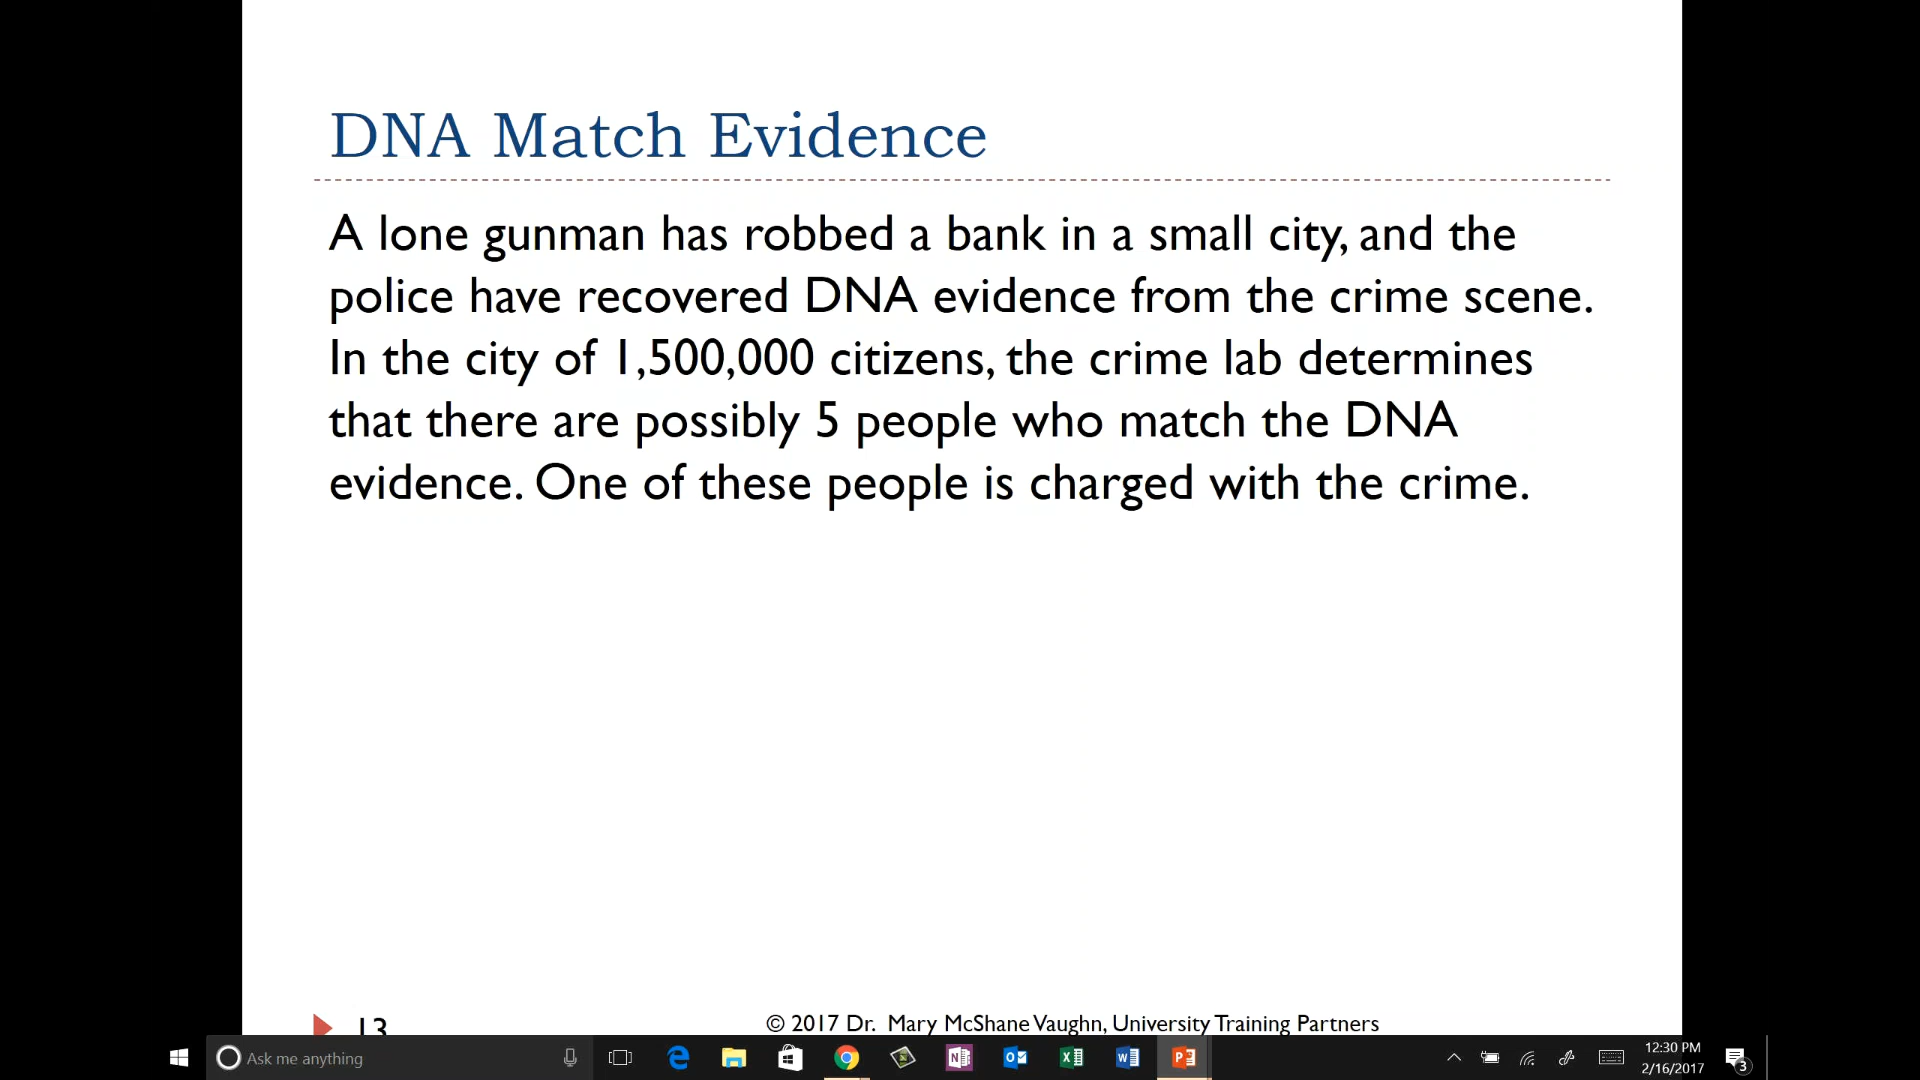 DNA Match Evidence
A lone gunman has robbed a bank in a small city, and the
police have recovered DNA evidence from the crime scene.
In the city of 1,500,000 citizens, the crime lab determines
that there are possibly 5 people who match the DNA
evidence. One of these people is charged with the crime.
13
© 2017 Dr. Mary McShane Vaughn, University Training Partners
Ask me anything
12:30 PM
2/16/2017
3